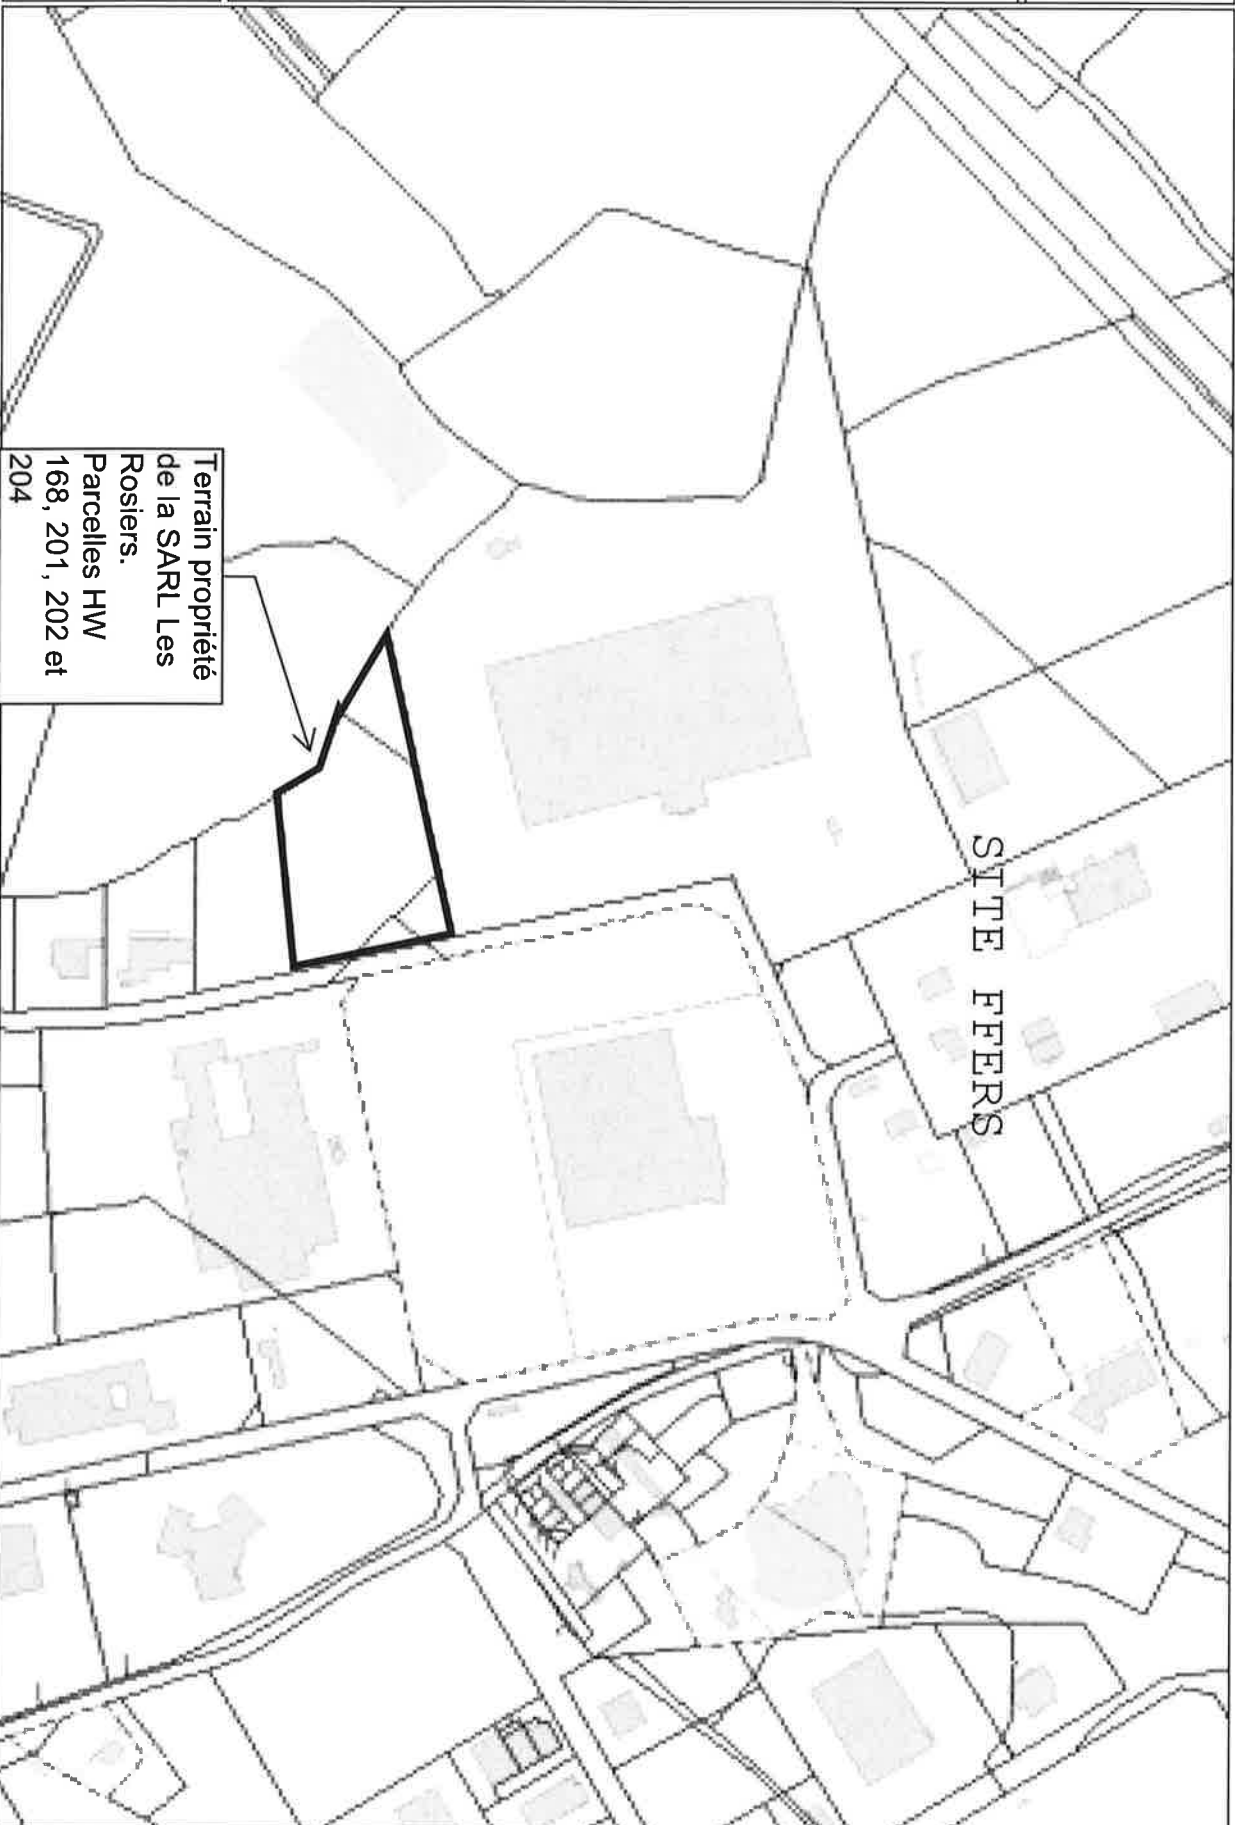 SITE FFERS
Terrain propriété
de la SARL Les
Rosiers.
Parcelles HW
168, 201, 202 et
204